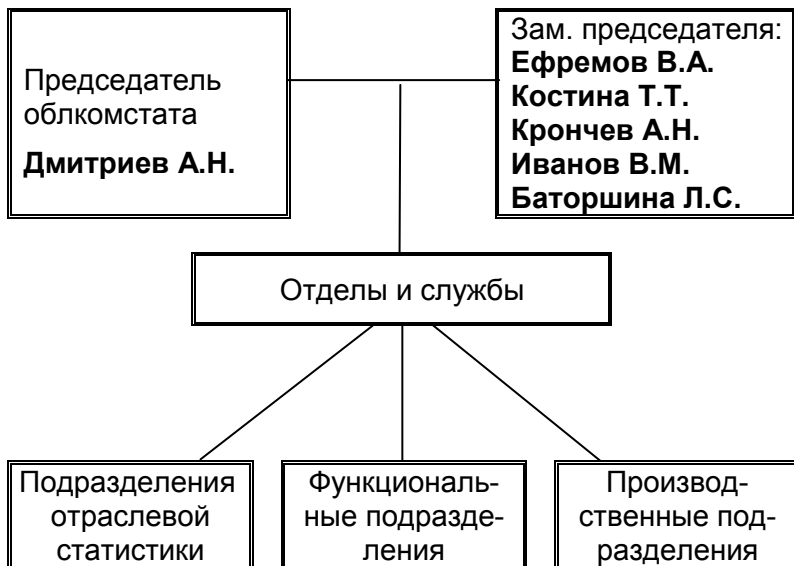 Председатель
облкомстата
Дмитриев А.Н.
Зам. председателя:
Ефремов В.А.
Костина Т.Т.
Крончев А.Н.
Иванов В.М.
Баторшина Л.С.
Отделы и службы
Подразделения
отраслевой
статистики
Функциональ-
ные подразде-
ления
Производ-
ственные под-
разделения